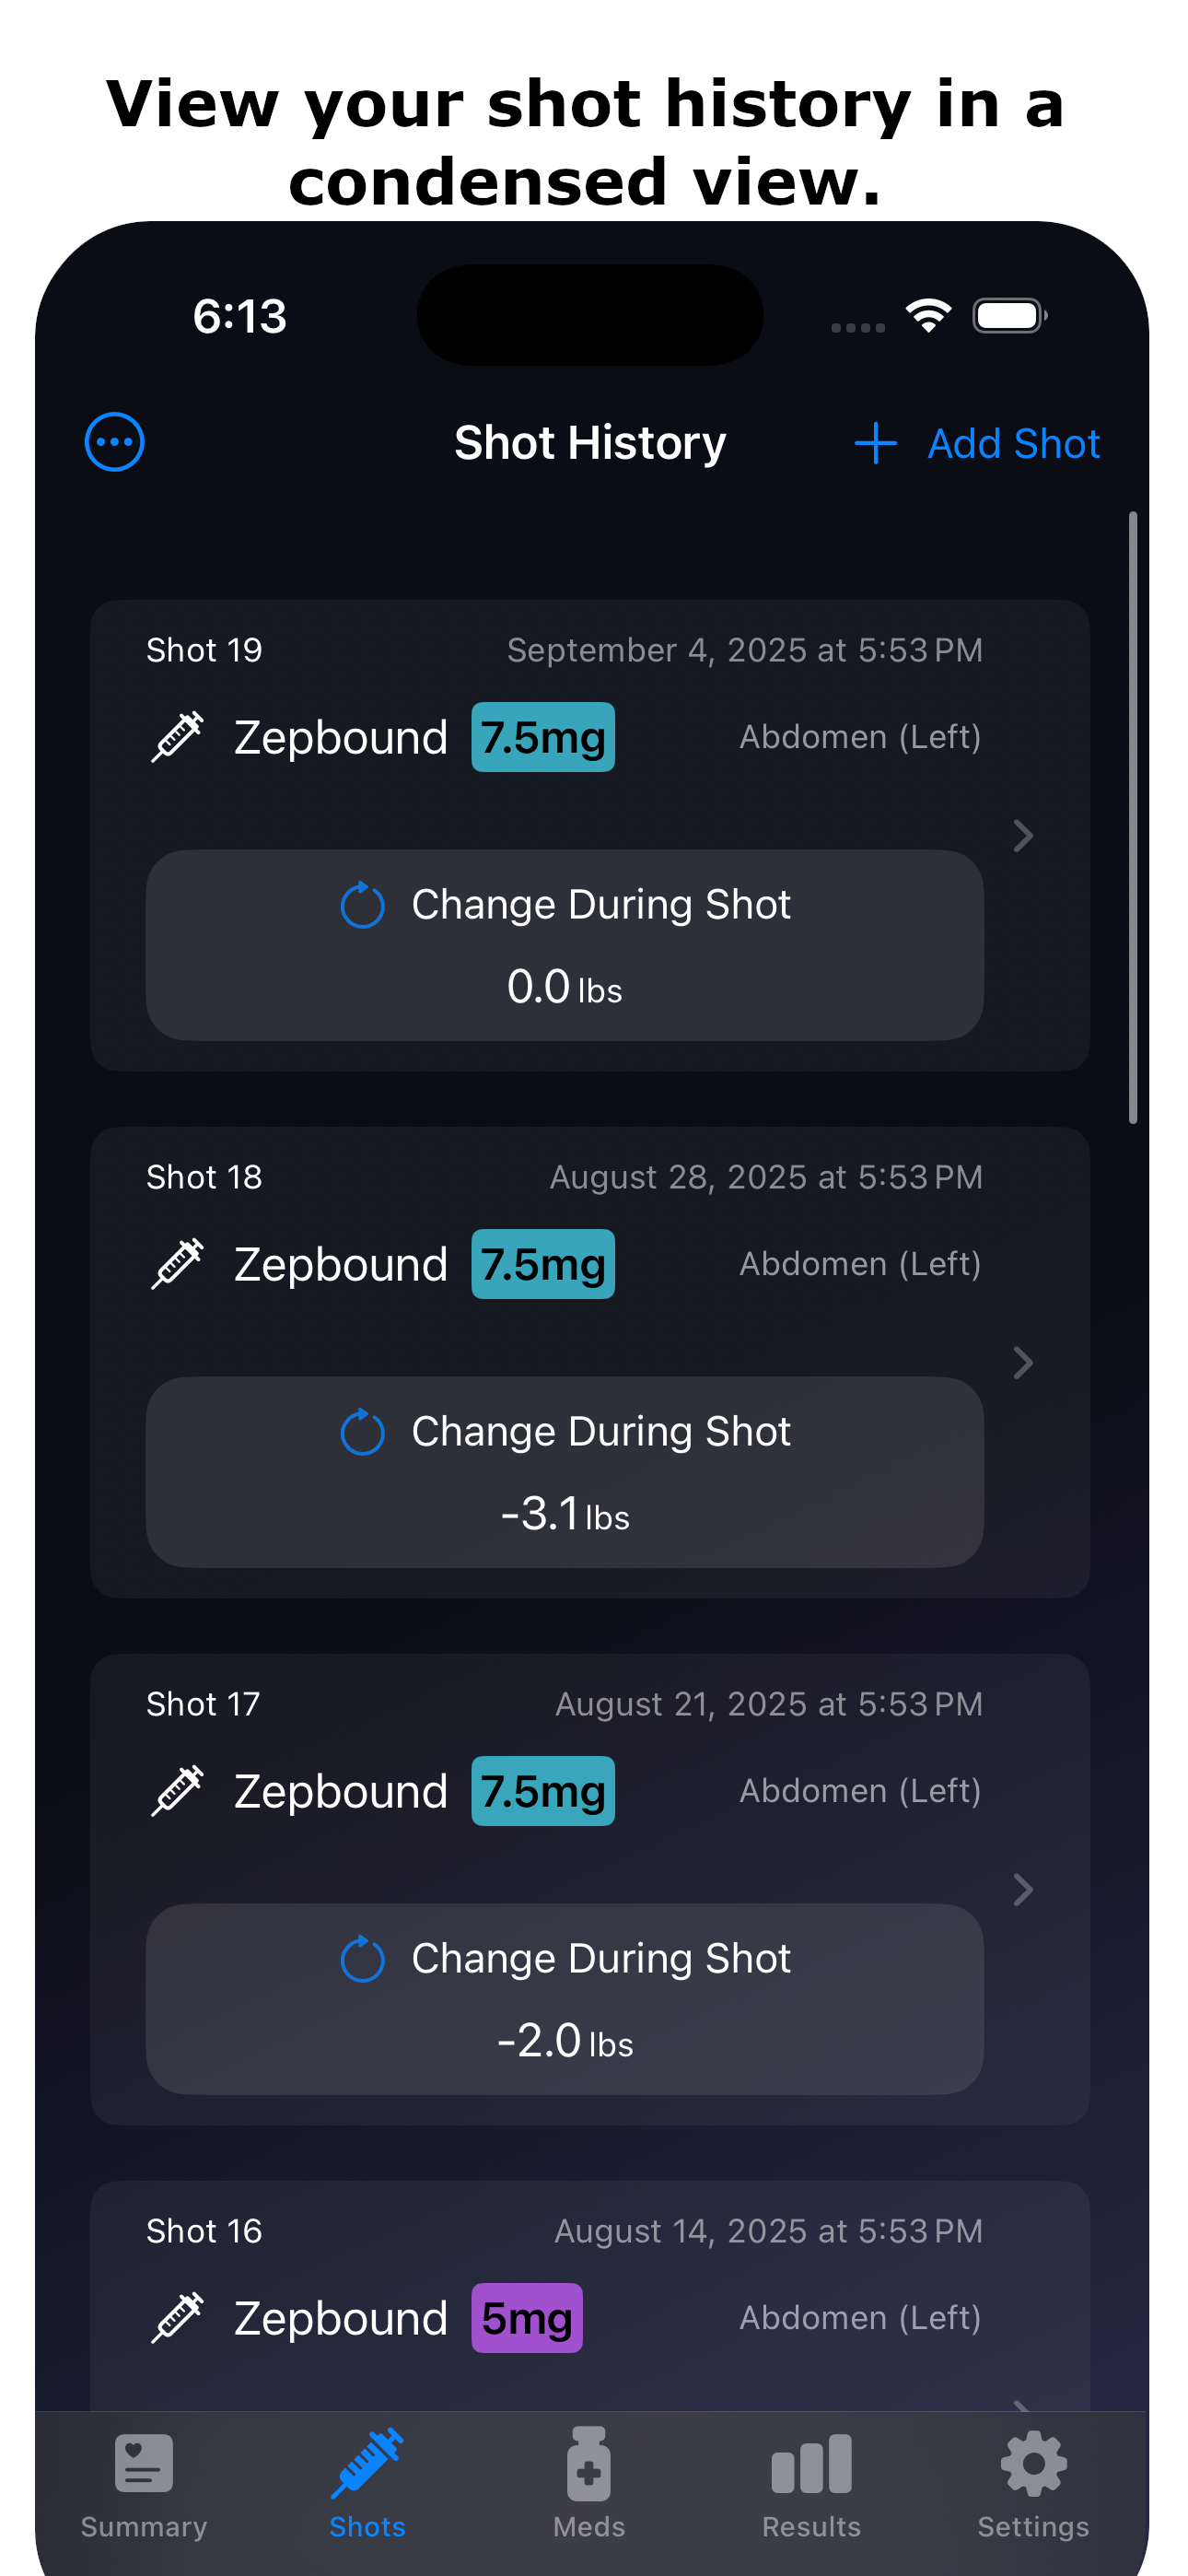 View your shot history in a
condensed view.
6:13
Shot History
Add Shot
Shot 19 September 4, 2025 at 5:53 PM
Zepbound 7.5mg Abdomen (Left)
Change During Shot
0.0 lbs
Shot 18 August 28, 2025 at 5:53 PM
Zepbound 7.5mg Abdomen (Left)
Change During Shot
-3.1 lbs
Shot 17 August 21, 2025 at 5:53 PM
Zepbound 7.5mg Abdomen (Left)
Change During Shot
-2.0 lbs
Shot 16 August 14, 2025 at 5:53 PM
Zepbound 5mg Abdomen (Left)
Summary Shots Meds Results Settings